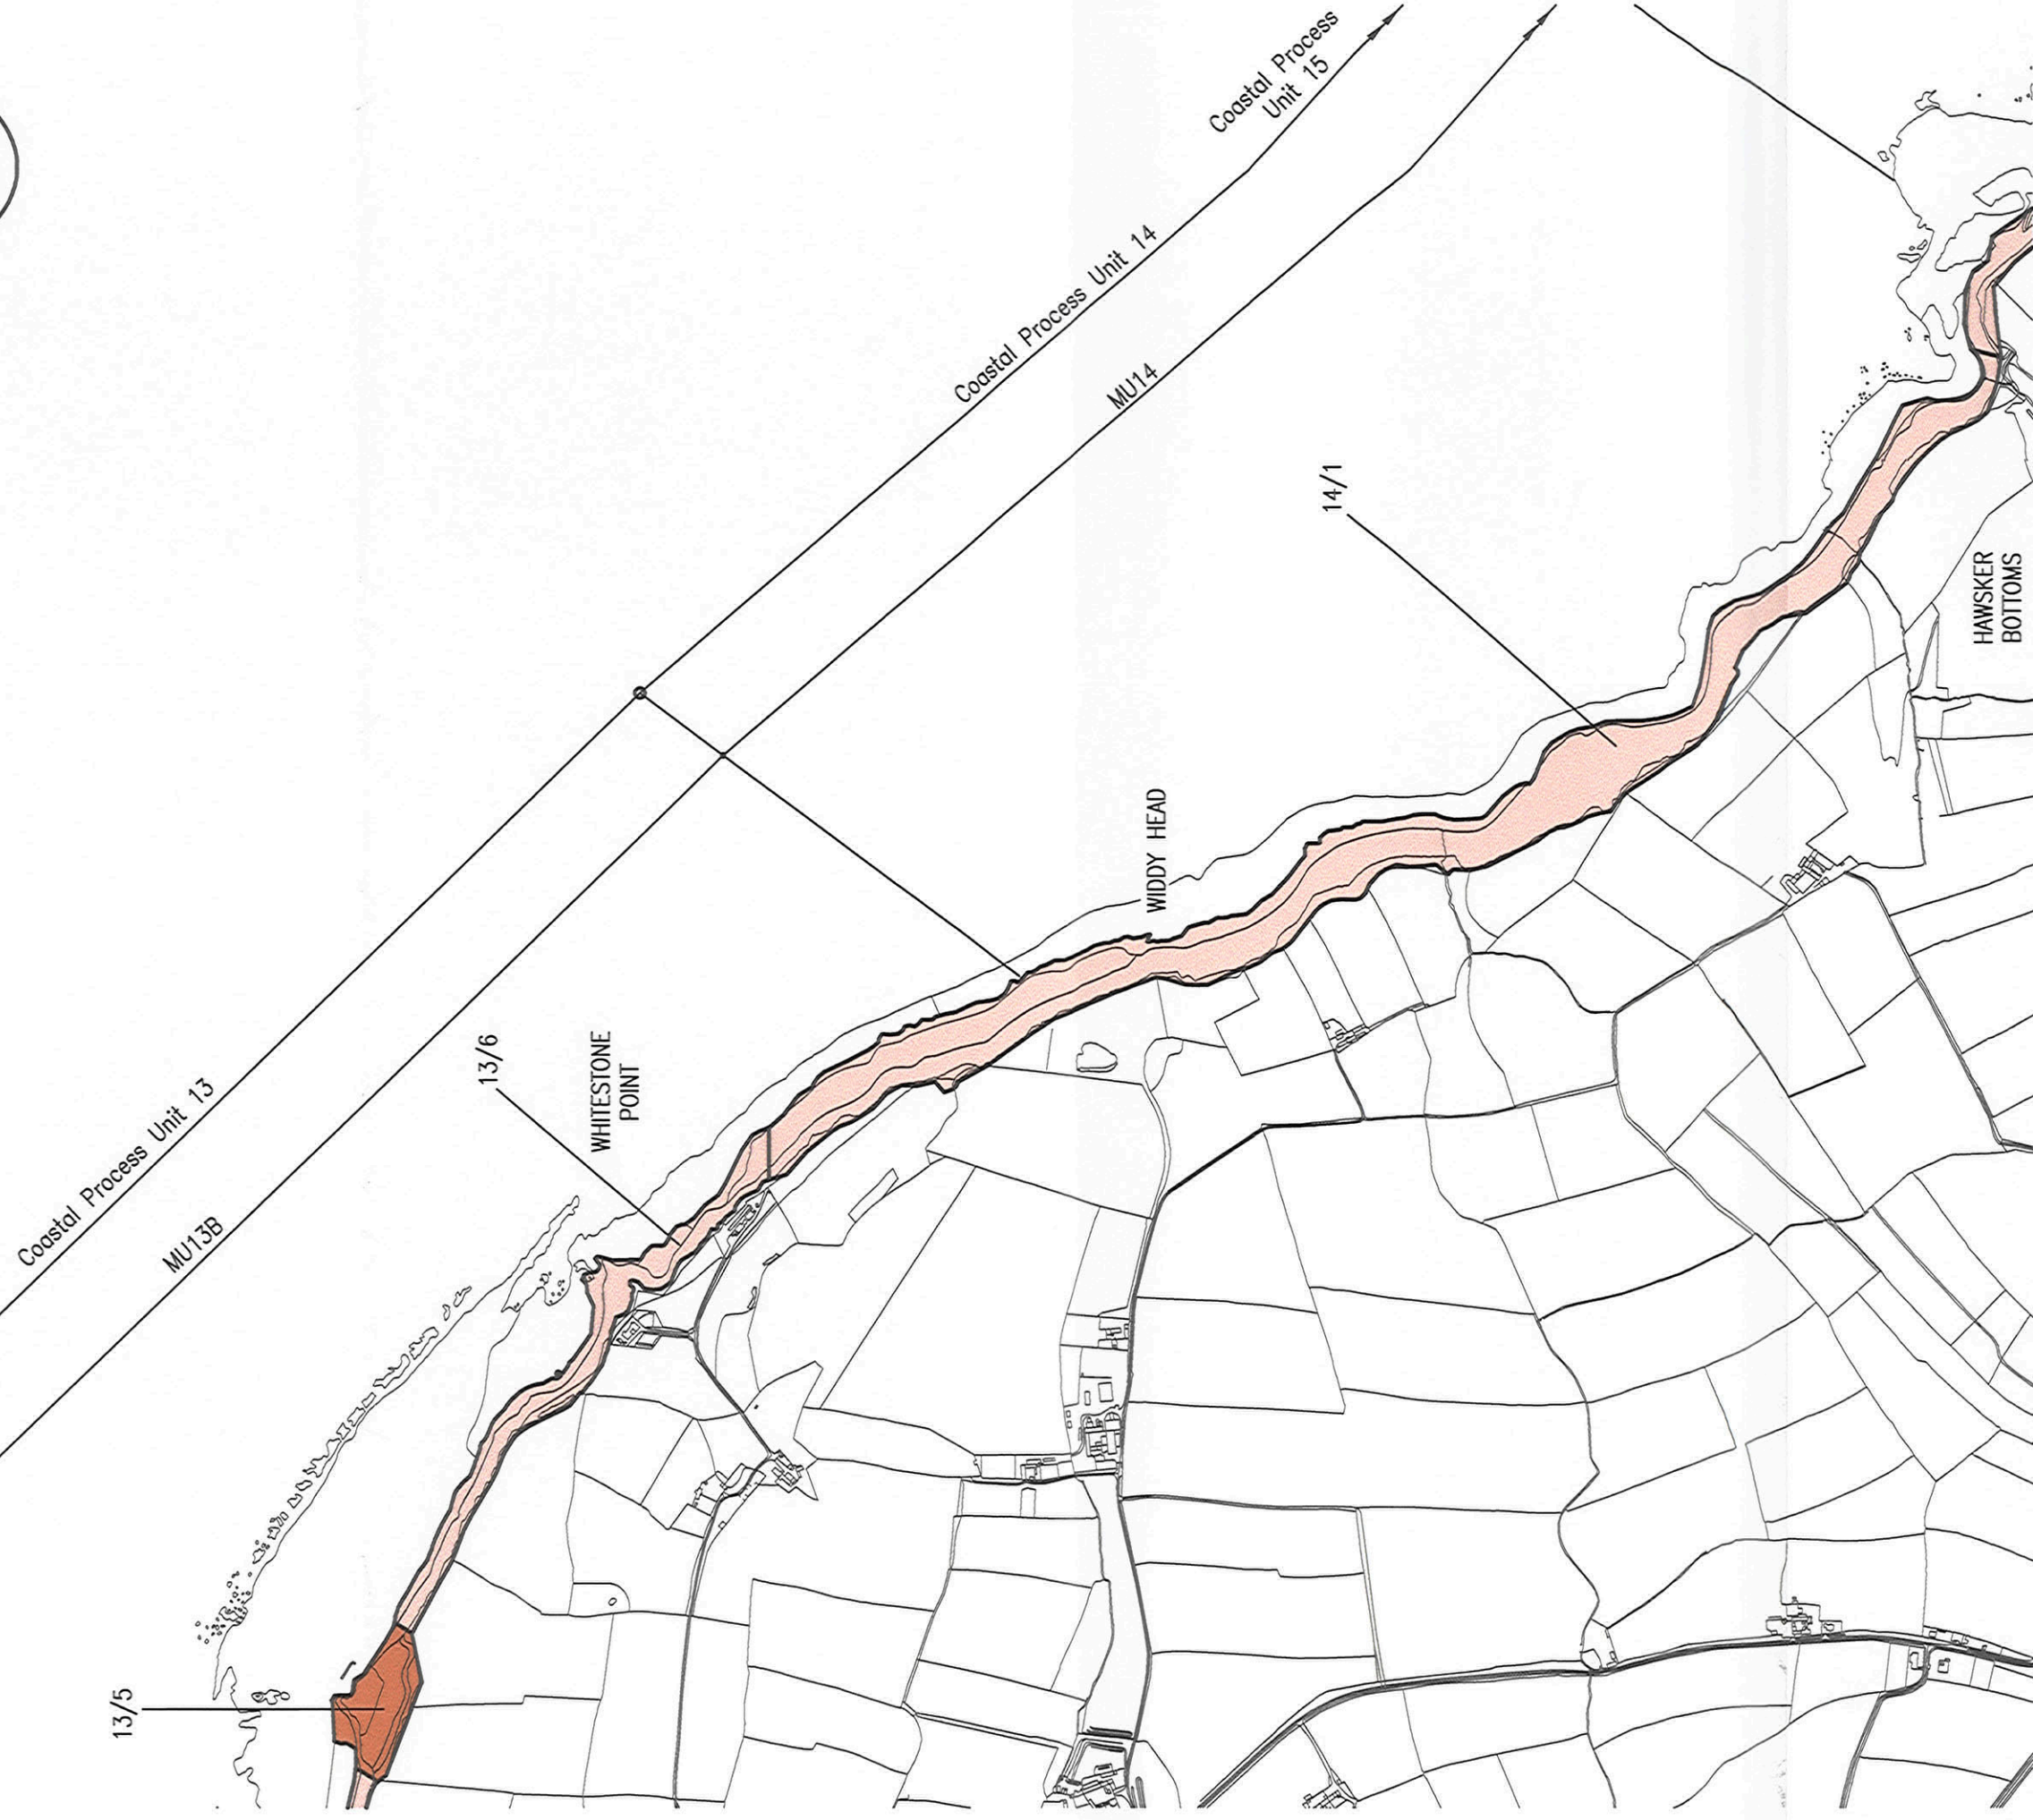 Coastal Process
Unit 15
Coastal Process Unit 14
MU14
14/1
HAWSKER
BOTTOMS
WIDDY HEAD
13/6
WHITESTONE
POINT
Coastal Process Unit 13
MU13B
13/5